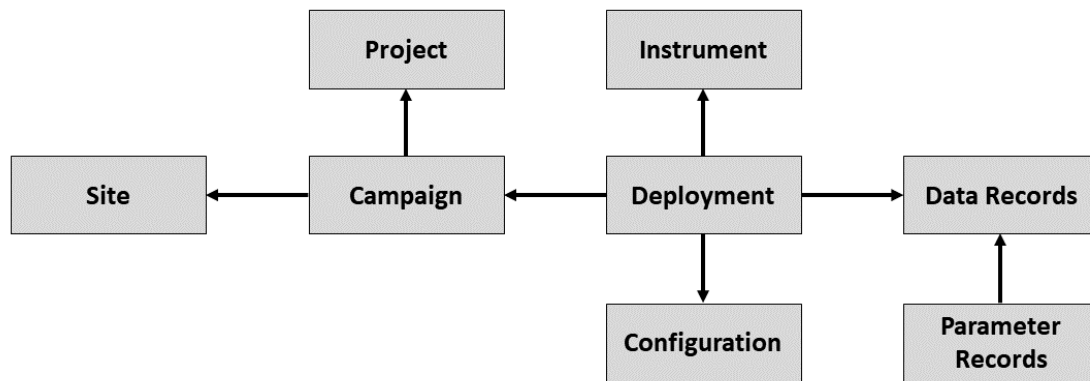 Project
Instrument
Site
Campaign
Deployment
Data Records
Configuration
Parameter
Records